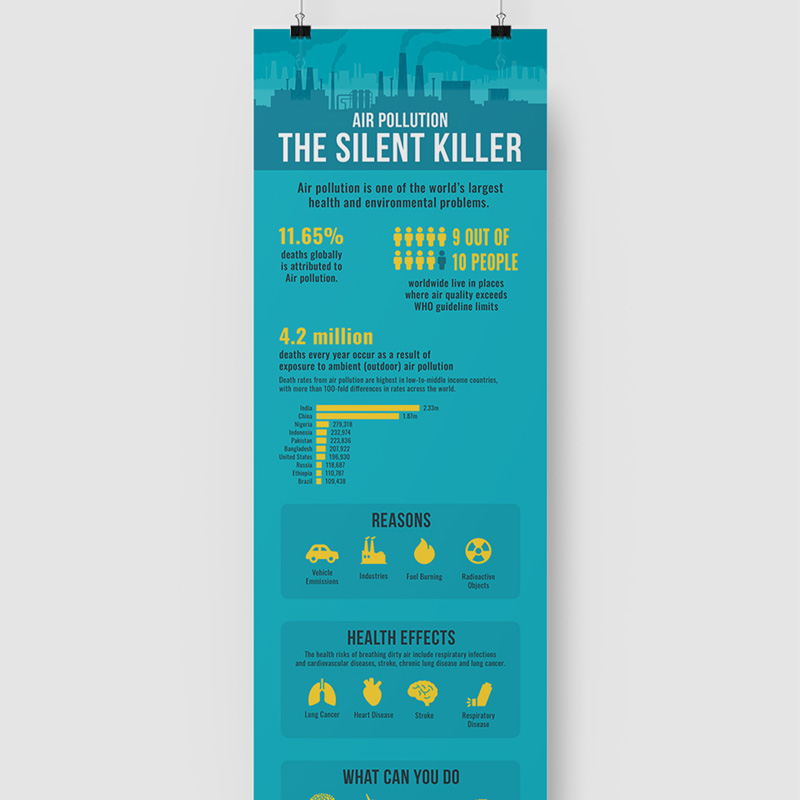 AIR POLLUTION
THE SILENT KILLER
Air pollution is one of the world's largest
health and environmental problems.
11.65%
deaths globally
is attributed to
Air pollution.
9 OUT OF
10 PEOPLE
worldwide live in places
where air quality exceeds
WHO guideline limits
4.2 million
deaths every year occur as a result of
exposure to ambient (outdoor) air pollution
Death rates from air pollution are highest in low-to-middle income countries,
with more than 100-fold differences in rates across the world.
India 2.33m
China 1.87m
Nigeria 279,318
Indonesia 232,974
Pakistan 223,836
Bangladesh 207,922
United States 196,930
Russia 118,687
Ethiopia 110,787
Brazil 109,438
REASONS
Vehicle
Emmissions
Industries
Fuel Burning
Radioactive
Objects
HEALTH EFFECTS
The health risks of breathing dirty air include respiratory infections
and cardiovascular diseases, stroke, chronic lung disease and lung cancer.
Lung Cancer
Heart Disease
Stroke
Respiratory
Disease
WHAT CAN YOU DO